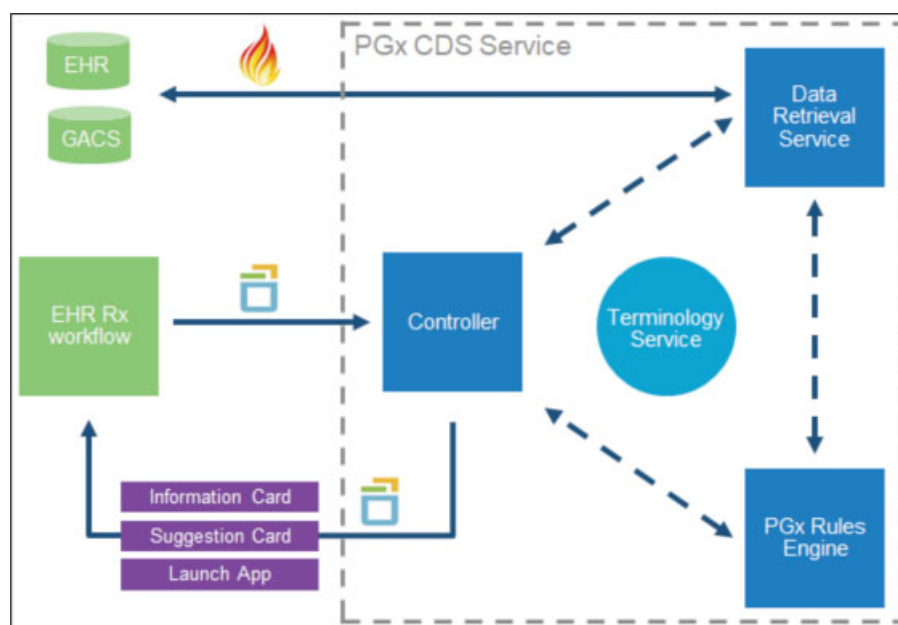 EHR
GACS
PGx CDS Service
Data
Retrieval
Service
EHR Rx
workflow
Controller
Terminology
Service
Information Card
Suggestion Card
Launch App
PGx Rules
Engine